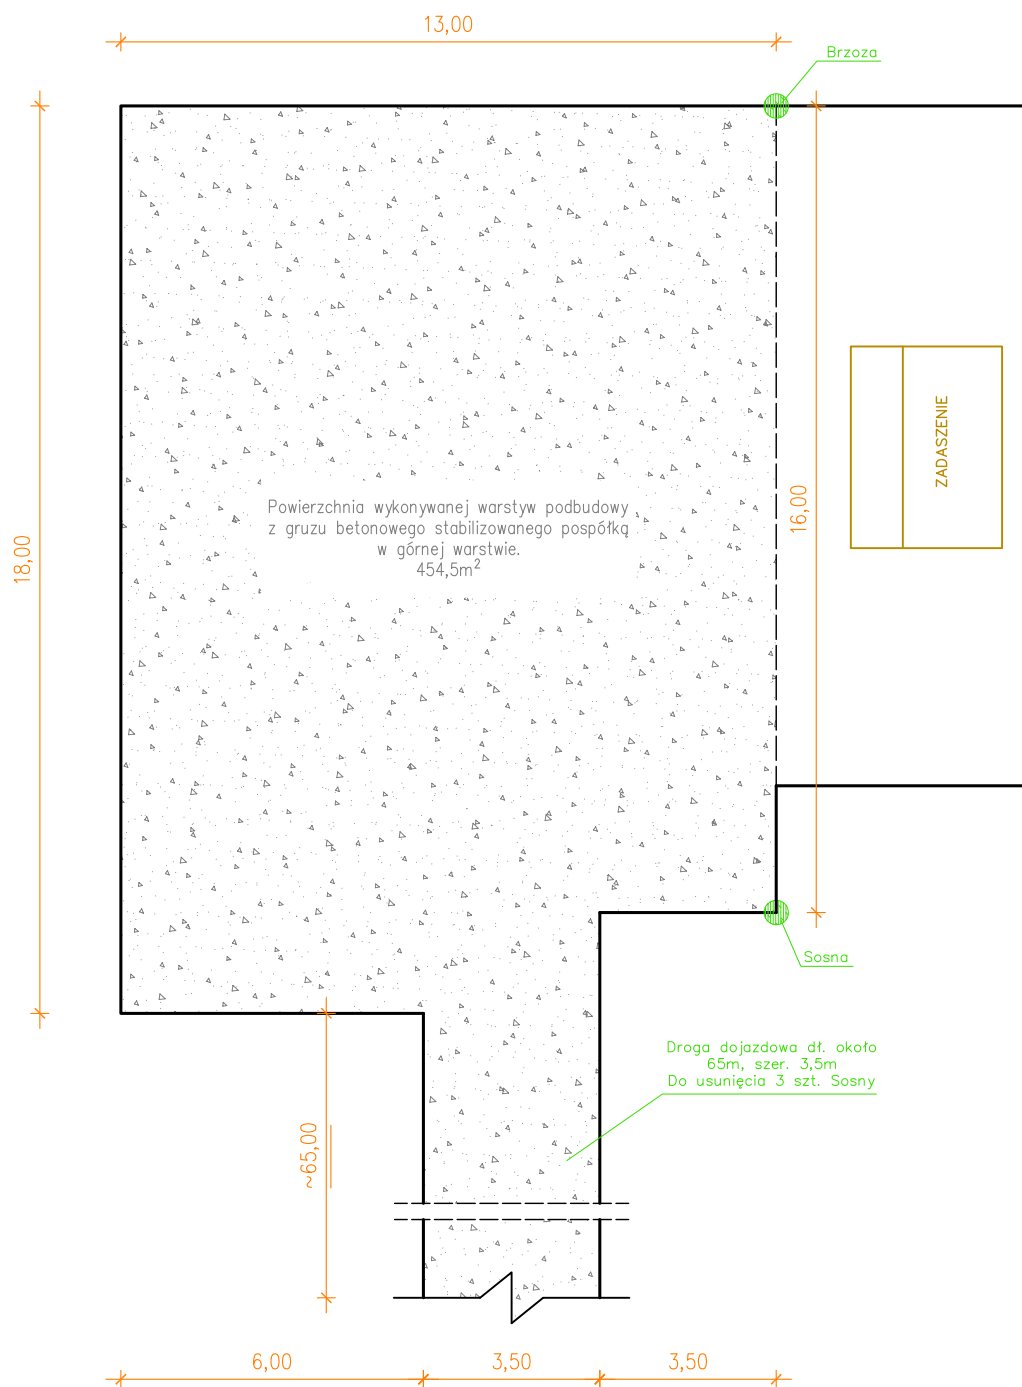 13,00
Brzoza
ZADASZENIE
16,00
18,00
Powierzchnia wykonywanej warstyw podbudowy
z gruzu betonowego stabilizowanego pospółką
w górnej warstwie.
454,5m²
Sosna
Droga dojazdowa dł. około
65m, szer. 3,5m
Do usunięcia 3 szt. Sosny
~65,00
6,00
3,50
3,50